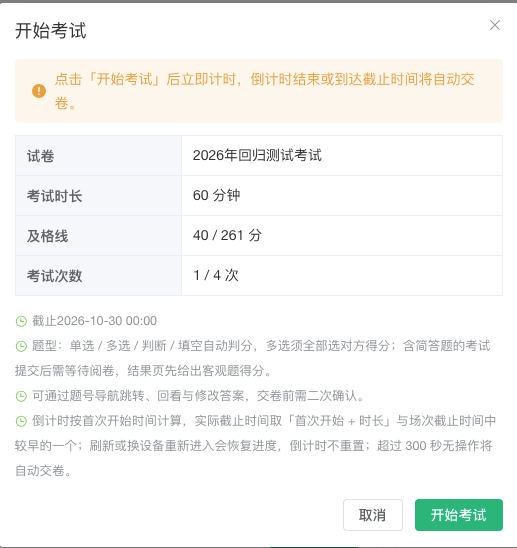 开始考试
点击「开始考试」后立即计时，倒计时结束或到达截止时间将自动交
卷。
试卷 2026年回归测试考试
考试时长 60 分钟
及格线 40 / 261 分
考试次数 1 / 4 次
截止2026-10-30 00:00
题型：单选 / 多选 / 判断 / 填空自动判分，多选须全部选对方得分；含简答题的考试
提交后需等待阅卷，结果页先给出客观题得分。
可通过题号导航跳转、回看与修改答案，交卷前需二次确认。
倒计时按首次开始时间计算，实际截止时间取「首次开始 + 时长」与场次截止时间中
较早的一个；刷新或换设备重新进入会恢复进度，倒计时不重置；超过 300 秒无操作将
自动交卷。
取消 开始考试